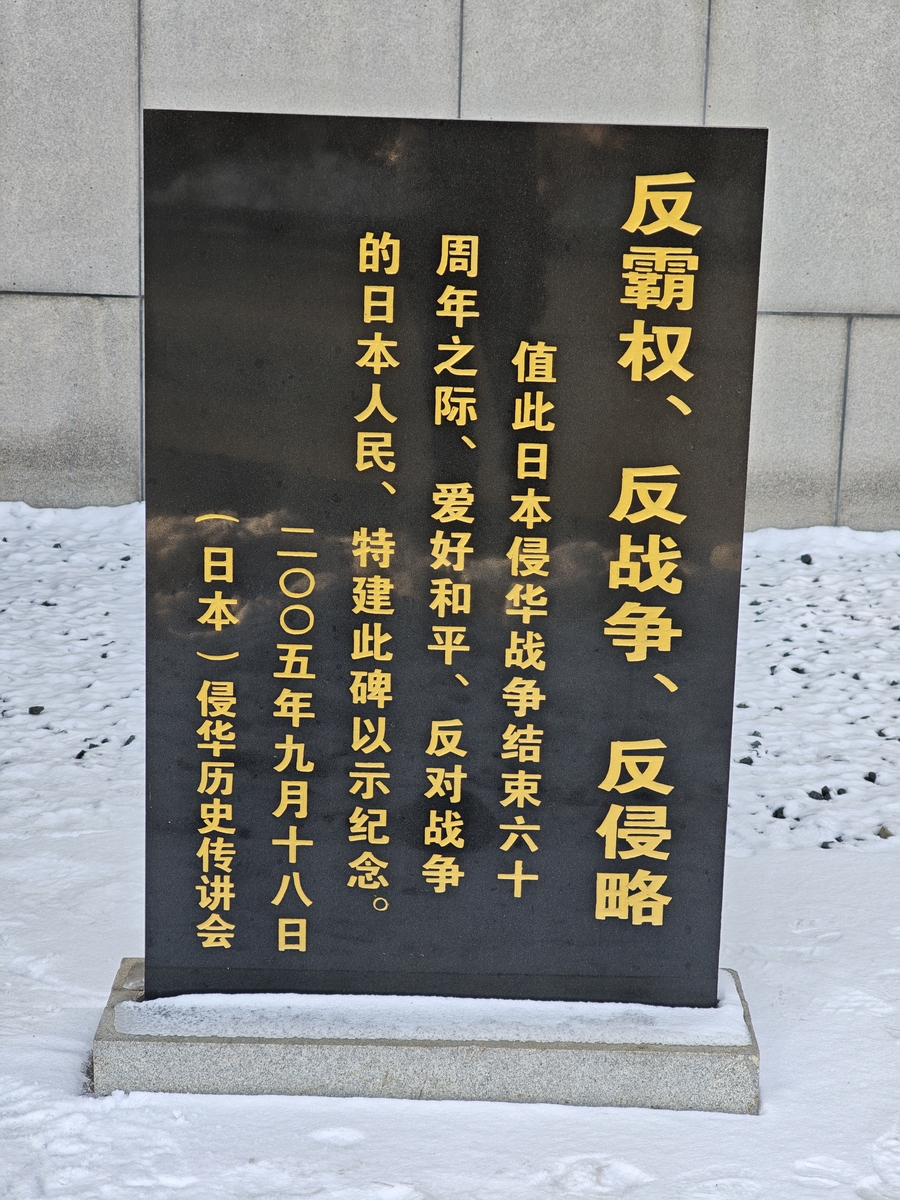 反霸权、反战争、反侵略
值此日本侵华战争结束六十
周年之际、爱好和平、反对战争
的日本人民、特建此碑以示纪念。
二〇〇五年九月十八日
（日本）侵华历史传讲会